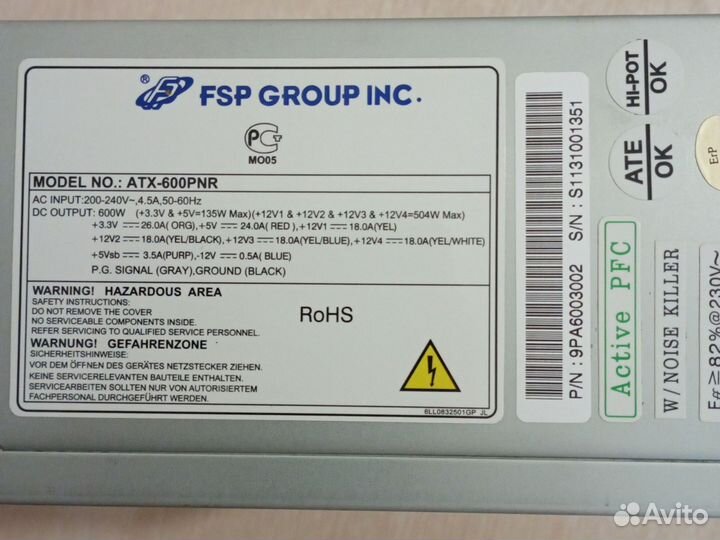 ® FSP GROUP INC.
PG
MO05
MODEL NO.: ATX-600PNR
AC INPUT:200-240V~,4.5A,50-60Hz
DC OUTPUT: 600W (+3.3V & +5V=135W Max)(+12V1 & +12V2 & +12V3 & +12V4=504W Max)
+3.3V ⎓ 26.0A( ORG), +5V ⎓ 24.0A( RED ), +12V1 ⎓ 18.0A(YEL)
+12V2 ⎓ 18.0A(YEL/BLACK), +12V3 ⎓ 18.0A(YEL/BLUE), +12V4 ⎓ 18.0A(YEL/WHITE)
+5Vsb ⎓ 3.5A(PURP),-12V ⎓ 0.5A( BLUE)
P.G. SIGNAL (GRAY),GROUND (BLACK)
WARNING! HAZARDOUS AREA
SAFETY INSTRUCTIONS:
DO NOT REMOVE THE COVER
NO SERVICEABLE COMPONENTS INSIDE.
REFER SERVICING TO QUALIFIED SERVICE PERSONNEL.
WARNUNG! GEFAHRENZONE
SICHERHEITSHINWEISE:
VOR DEM ÖFFNEN DES GERÄTES NETZSTECKER ZIEHEN
KEINE SERVICERELEVANTEN BAUTEILE ENTHALTEN.
SERVICEARBEITEN SOLLTEN NUR VON AUTORISIERTEM
FACHPERSONAL DURCHGEFÜHRT WERDEN.
RoHS
6LL0832501GP JL
S/N : S1131001351
P/N : 9PA6003002
HI-POT
OK
ATE
OK
ErP
Active PFC
W/NOISE KILLER
Eff≥82%@230V~
Avito